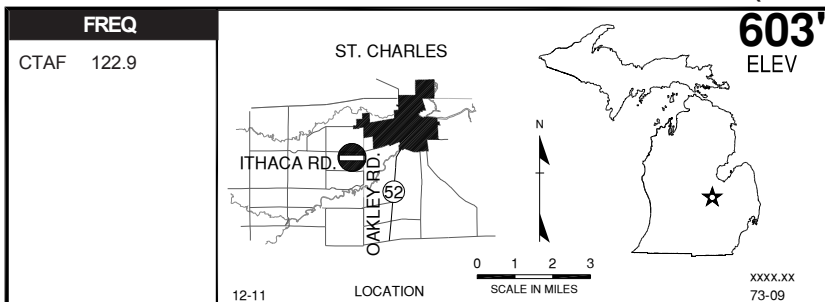 FREQ
CTAF 122.9
ST. CHARLES
603'
ELEV
N
ITHACA RD.
OAKLEY RD.
52
0 1 2 3
SCALE IN MILES
12-11
LOCATION
xxxx.xx
73-09